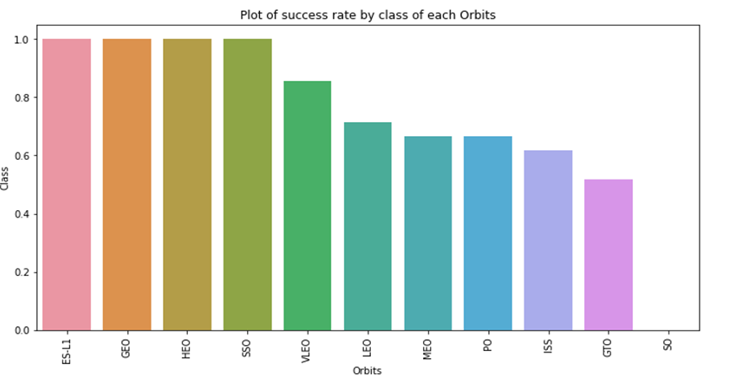 Plot of success rate by class of each Orbits
1.0
0.8
0.6
0.4
0.2
0.0
Class
ES-L1
GEO
HEO
SSO
VLEO
LEO
MEO
PO
ISS
GTO
SO
Orbits